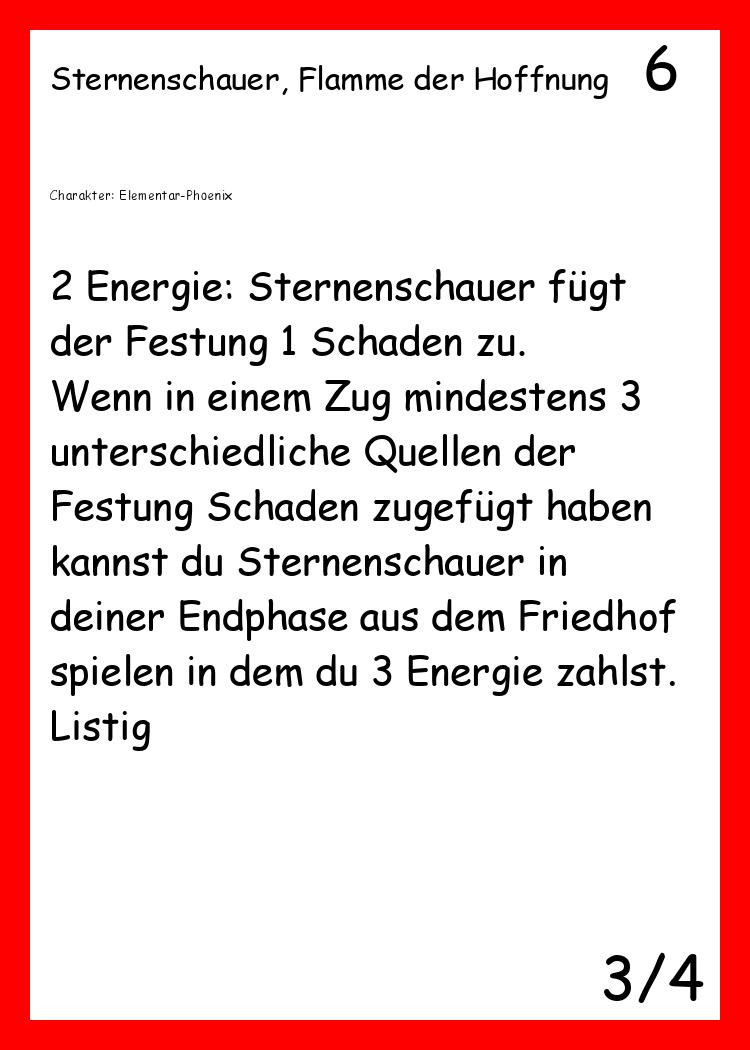 Sternenschauer, Flamme der Hoffnung 6
Charakter: Elementar-Phoenix
2 Energie: Sternenschauer fügt
der Festung 1 Schaden zu.
Wenn in einem Zug mindestens 3
unterschiedliche Quellen der
Festung Schaden zugefügt haben
kannst du Sternenschauer in
deiner Endphase aus dem Friedhof
spielen in dem du 3 Energie zahlst.
Listig
3/4